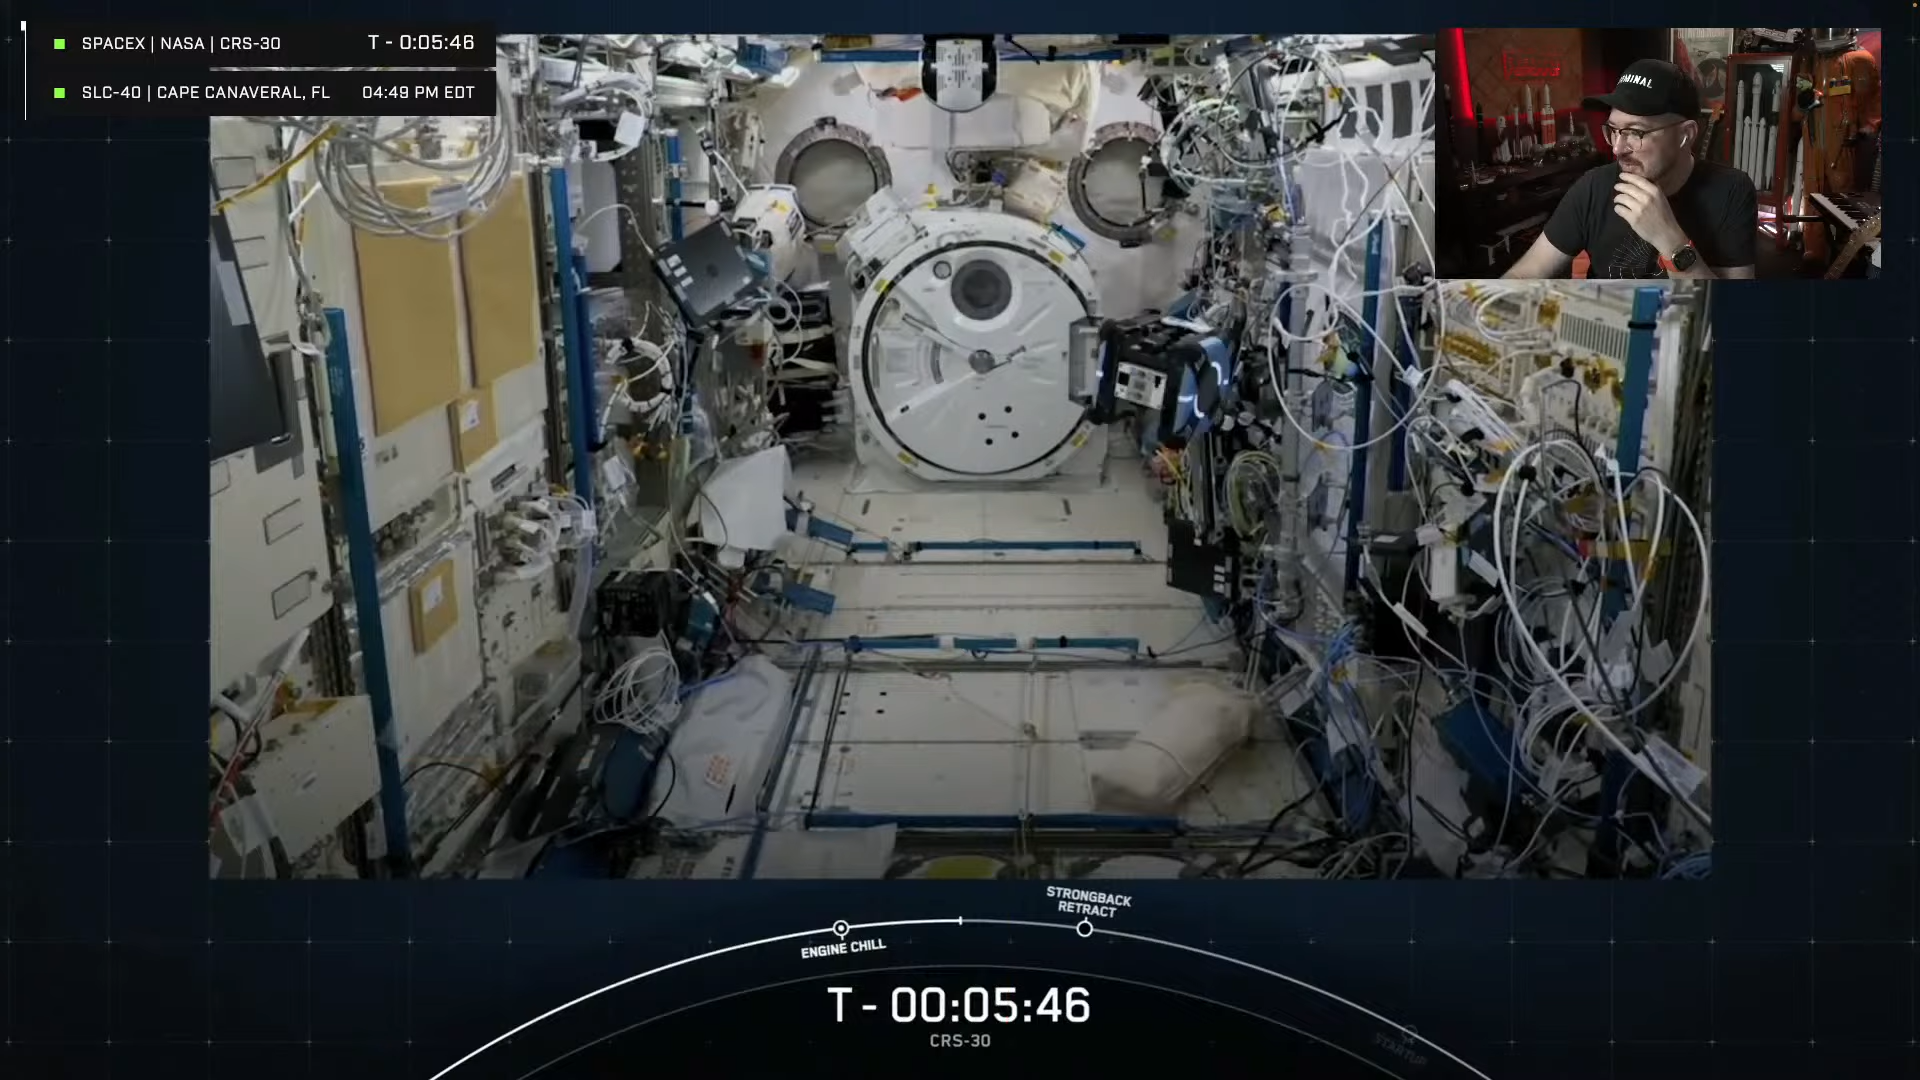 SPACEX | NASA | CRS-30
T - 0:05:46
SLC-40 | CAPE CANAVERAL, FL
04:49 PM EDT
STRONGBACK
RETRACT
ENGINE CHILL
T - 00:05:46
CRS-30
STARTUP